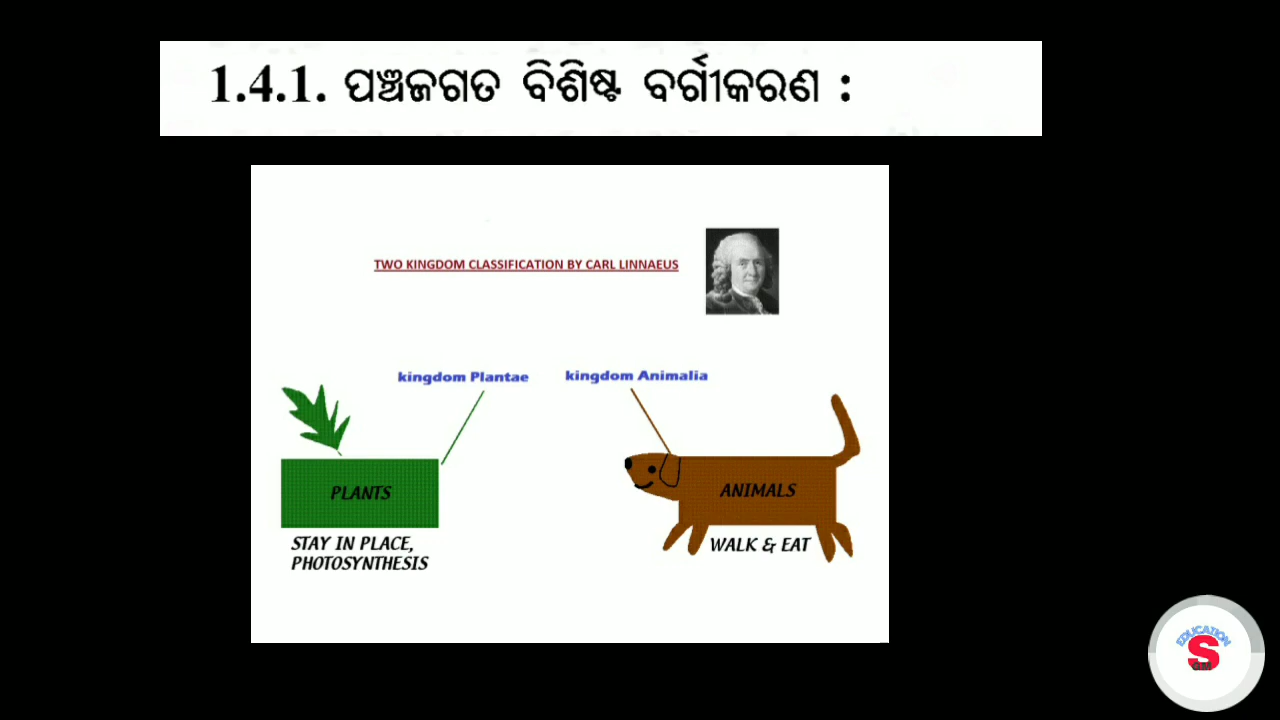 1.4.1. ପଞ୍ଚଜଗତ ବିଶିଷ୍ଟ ବର୍ଗୀକରଣ :
TWO KINGDOM CLASSIFICATION BY CARL LINNAEUS
kingdom Plantae
kingdom Animalia
PLANTS
ANIMALS
STAY IN PLACE,
PHOTOSYNTHESIS
WALK & EAT
EDUCATION
S
GM